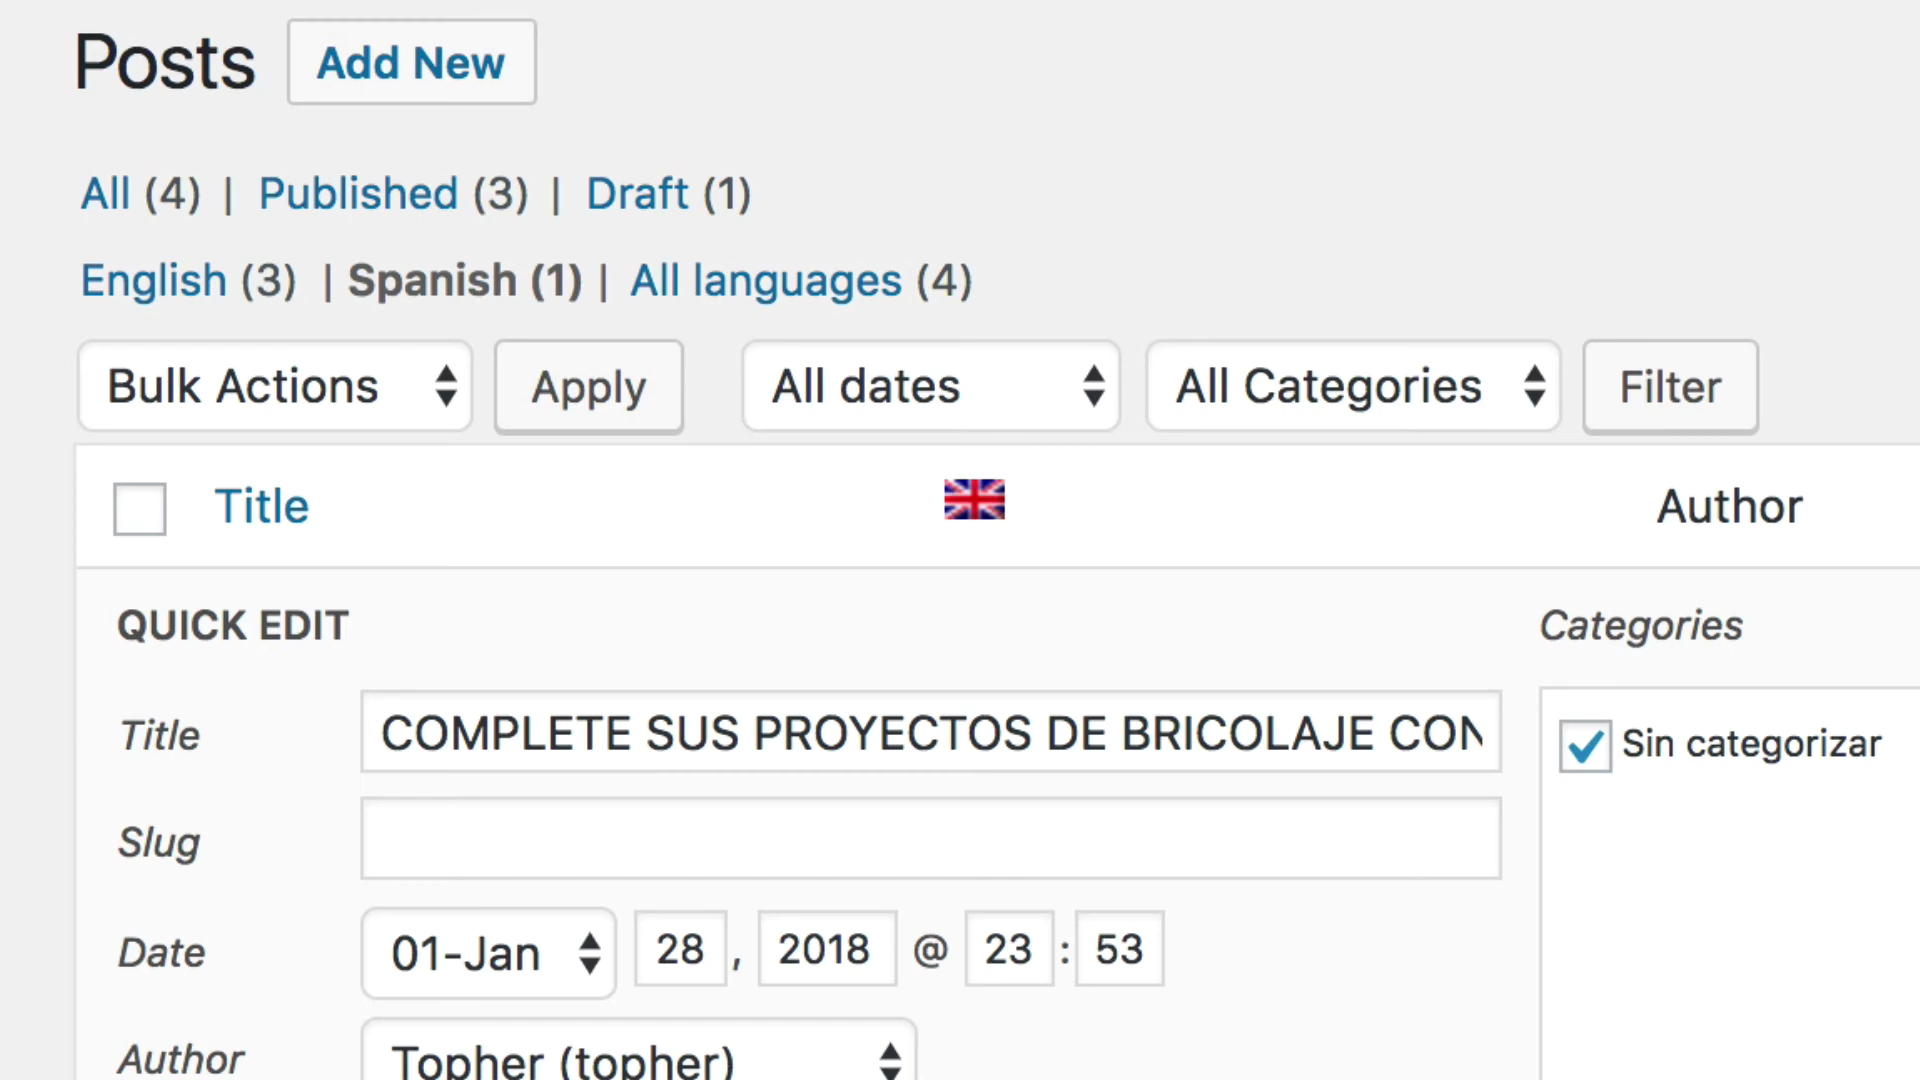 Posts Add New
All (4) | Published (3) | Draft (1)
English (3) | Spanish (1) | All languages (4)
Bulk Actions Apply All dates All Categories Filter
Title Author
QUICK EDIT Categories
Title COMPLETE SUS PROYECTOS DE BRICOLAJE CON Sin categorizar
Slug
Date 01-Jan 28 , 2018 @ 23 : 53
Author Topher (topher)